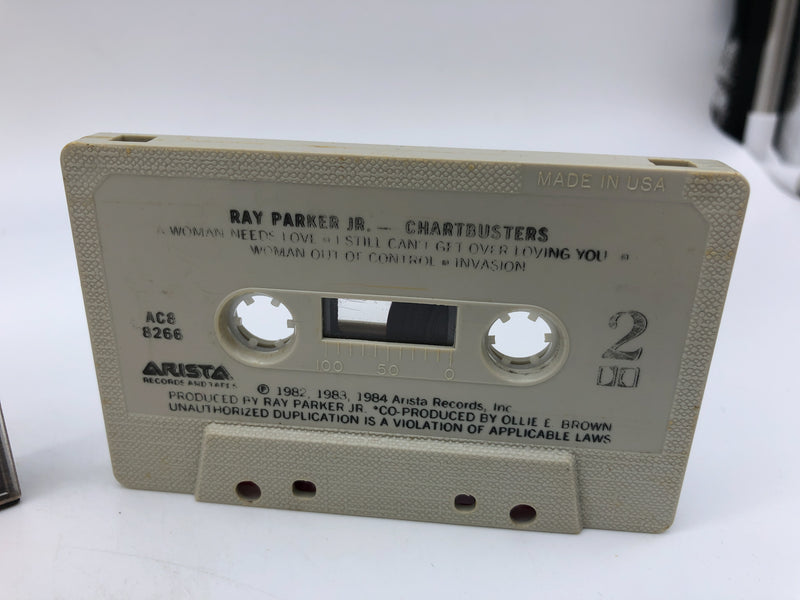 MADE IN USA
RAY PARKER JR. — CHARTBUSTERS
A WOMAN NEEDS LOVE • I STILL CAN'T GET OVER LOVING YOU •
WOMAN OUT OF CONTROL • INVASION
AC8
8266
2
ARISTA
RECORDS AND TAPES
100 50 0
℗ 1982, 1983, 1984 Arista Records, Inc
PRODUCED BY RAY PARKER JR. *CO-PRODUCED BY OLLIE E. BROWN
UNAUTHORIZED DUPLICATION IS A VIOLATION OF APPLICABLE LAWS